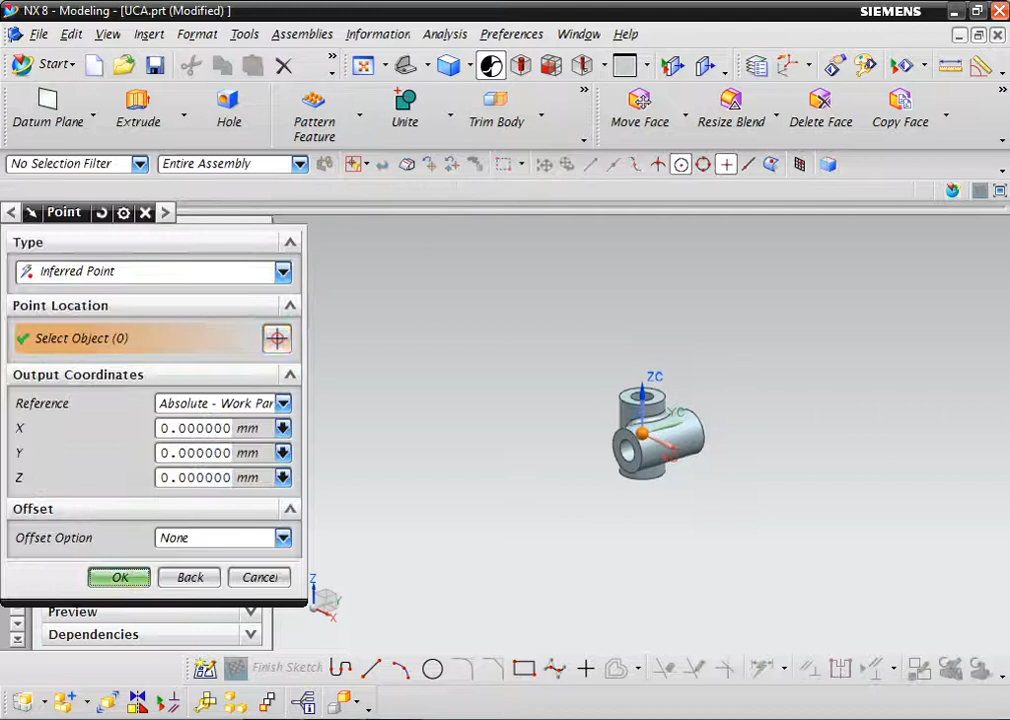 NX 8 - Modeling - [UCA.prt (Modified) ]
SIEMENS
File Edit View Insert Format Tools Assemblies Information Analysis Preferences Window Help
Start
Datum Plane Extrude Hole Pattern Feature Unite Trim Body Move Face Resize Blend Delete Face Copy Face
No Selection Filter Entire Assembly
Point
Type
Inferred Point
Point Location
Select Object (0)
Output Coordinates
Reference Absolute - Work Par
X 0.000000 mm
Y 0.000000 mm
Z 0.000000 mm
Offset
Offset Option None
OK Back Cancel
Preview
Dependencies
ZC
YC
XC
Z
Y
X
Finish Sketch